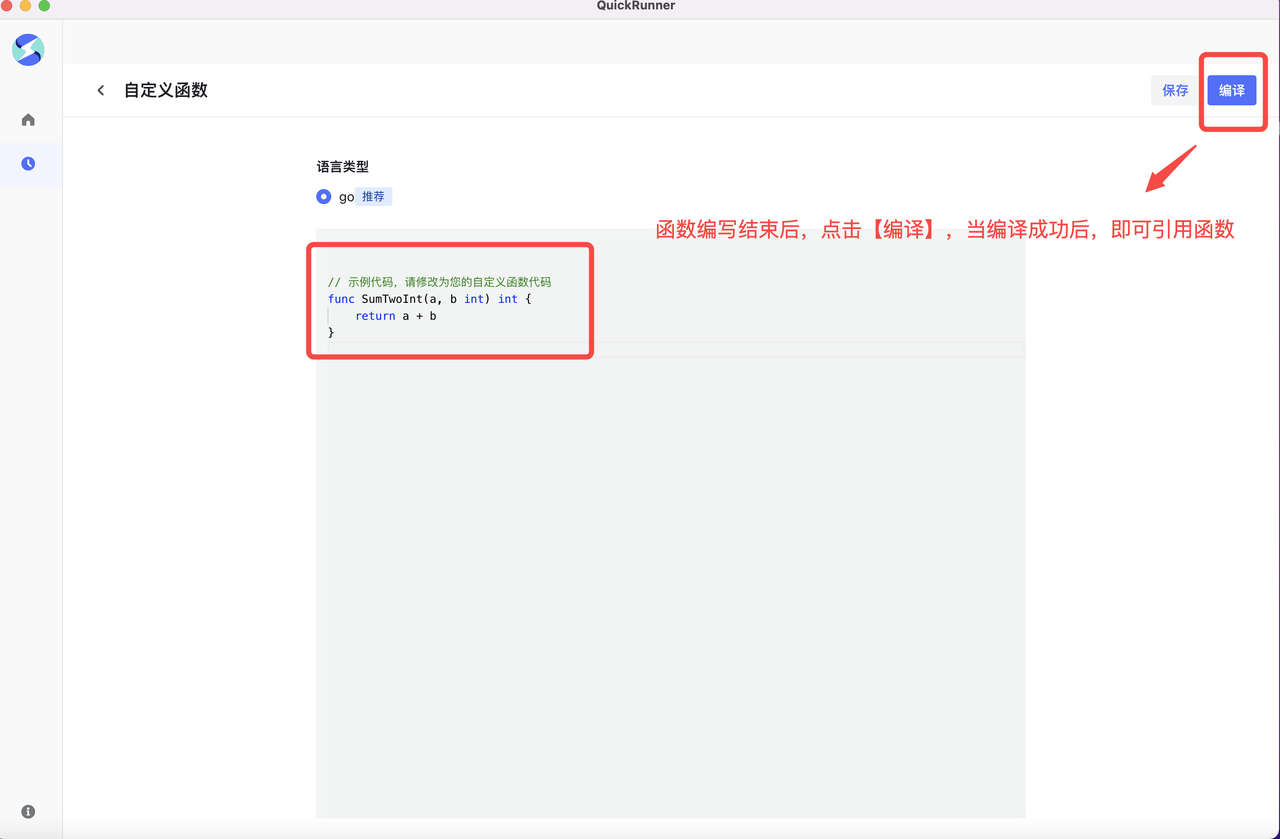 QuickRunner
自定义函数
保存
编译
语言类型
go 推荐
函数编写结束后，点击【编译】，当编译成功后，即可引用函数
// 示例代码，请修改为您的自定义函数代码
func SumTwoInt(a, b int) int {
    return a + b
}